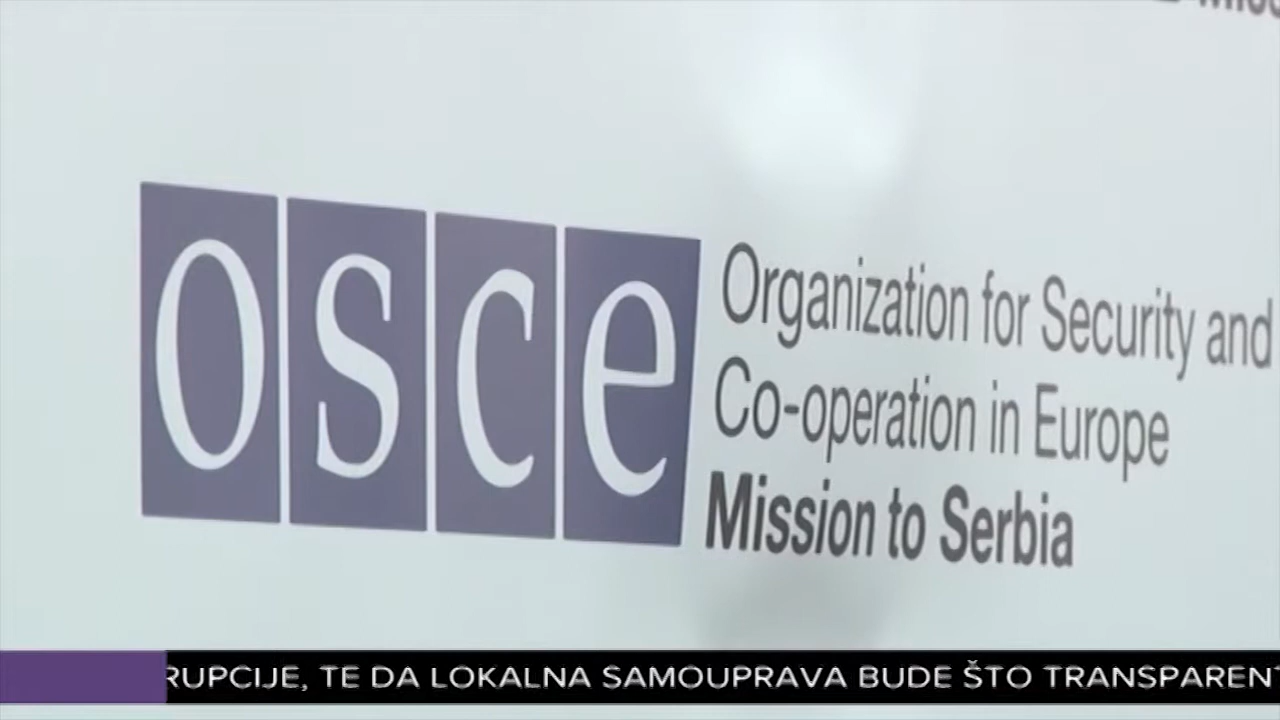 osce
Organization for Security and
Co-operation in Europe
Mission to Serbia
RUPCIJE, TE DA LOKALNA SAMOUPRAVA BUDE ŠTO TRANSPAREN